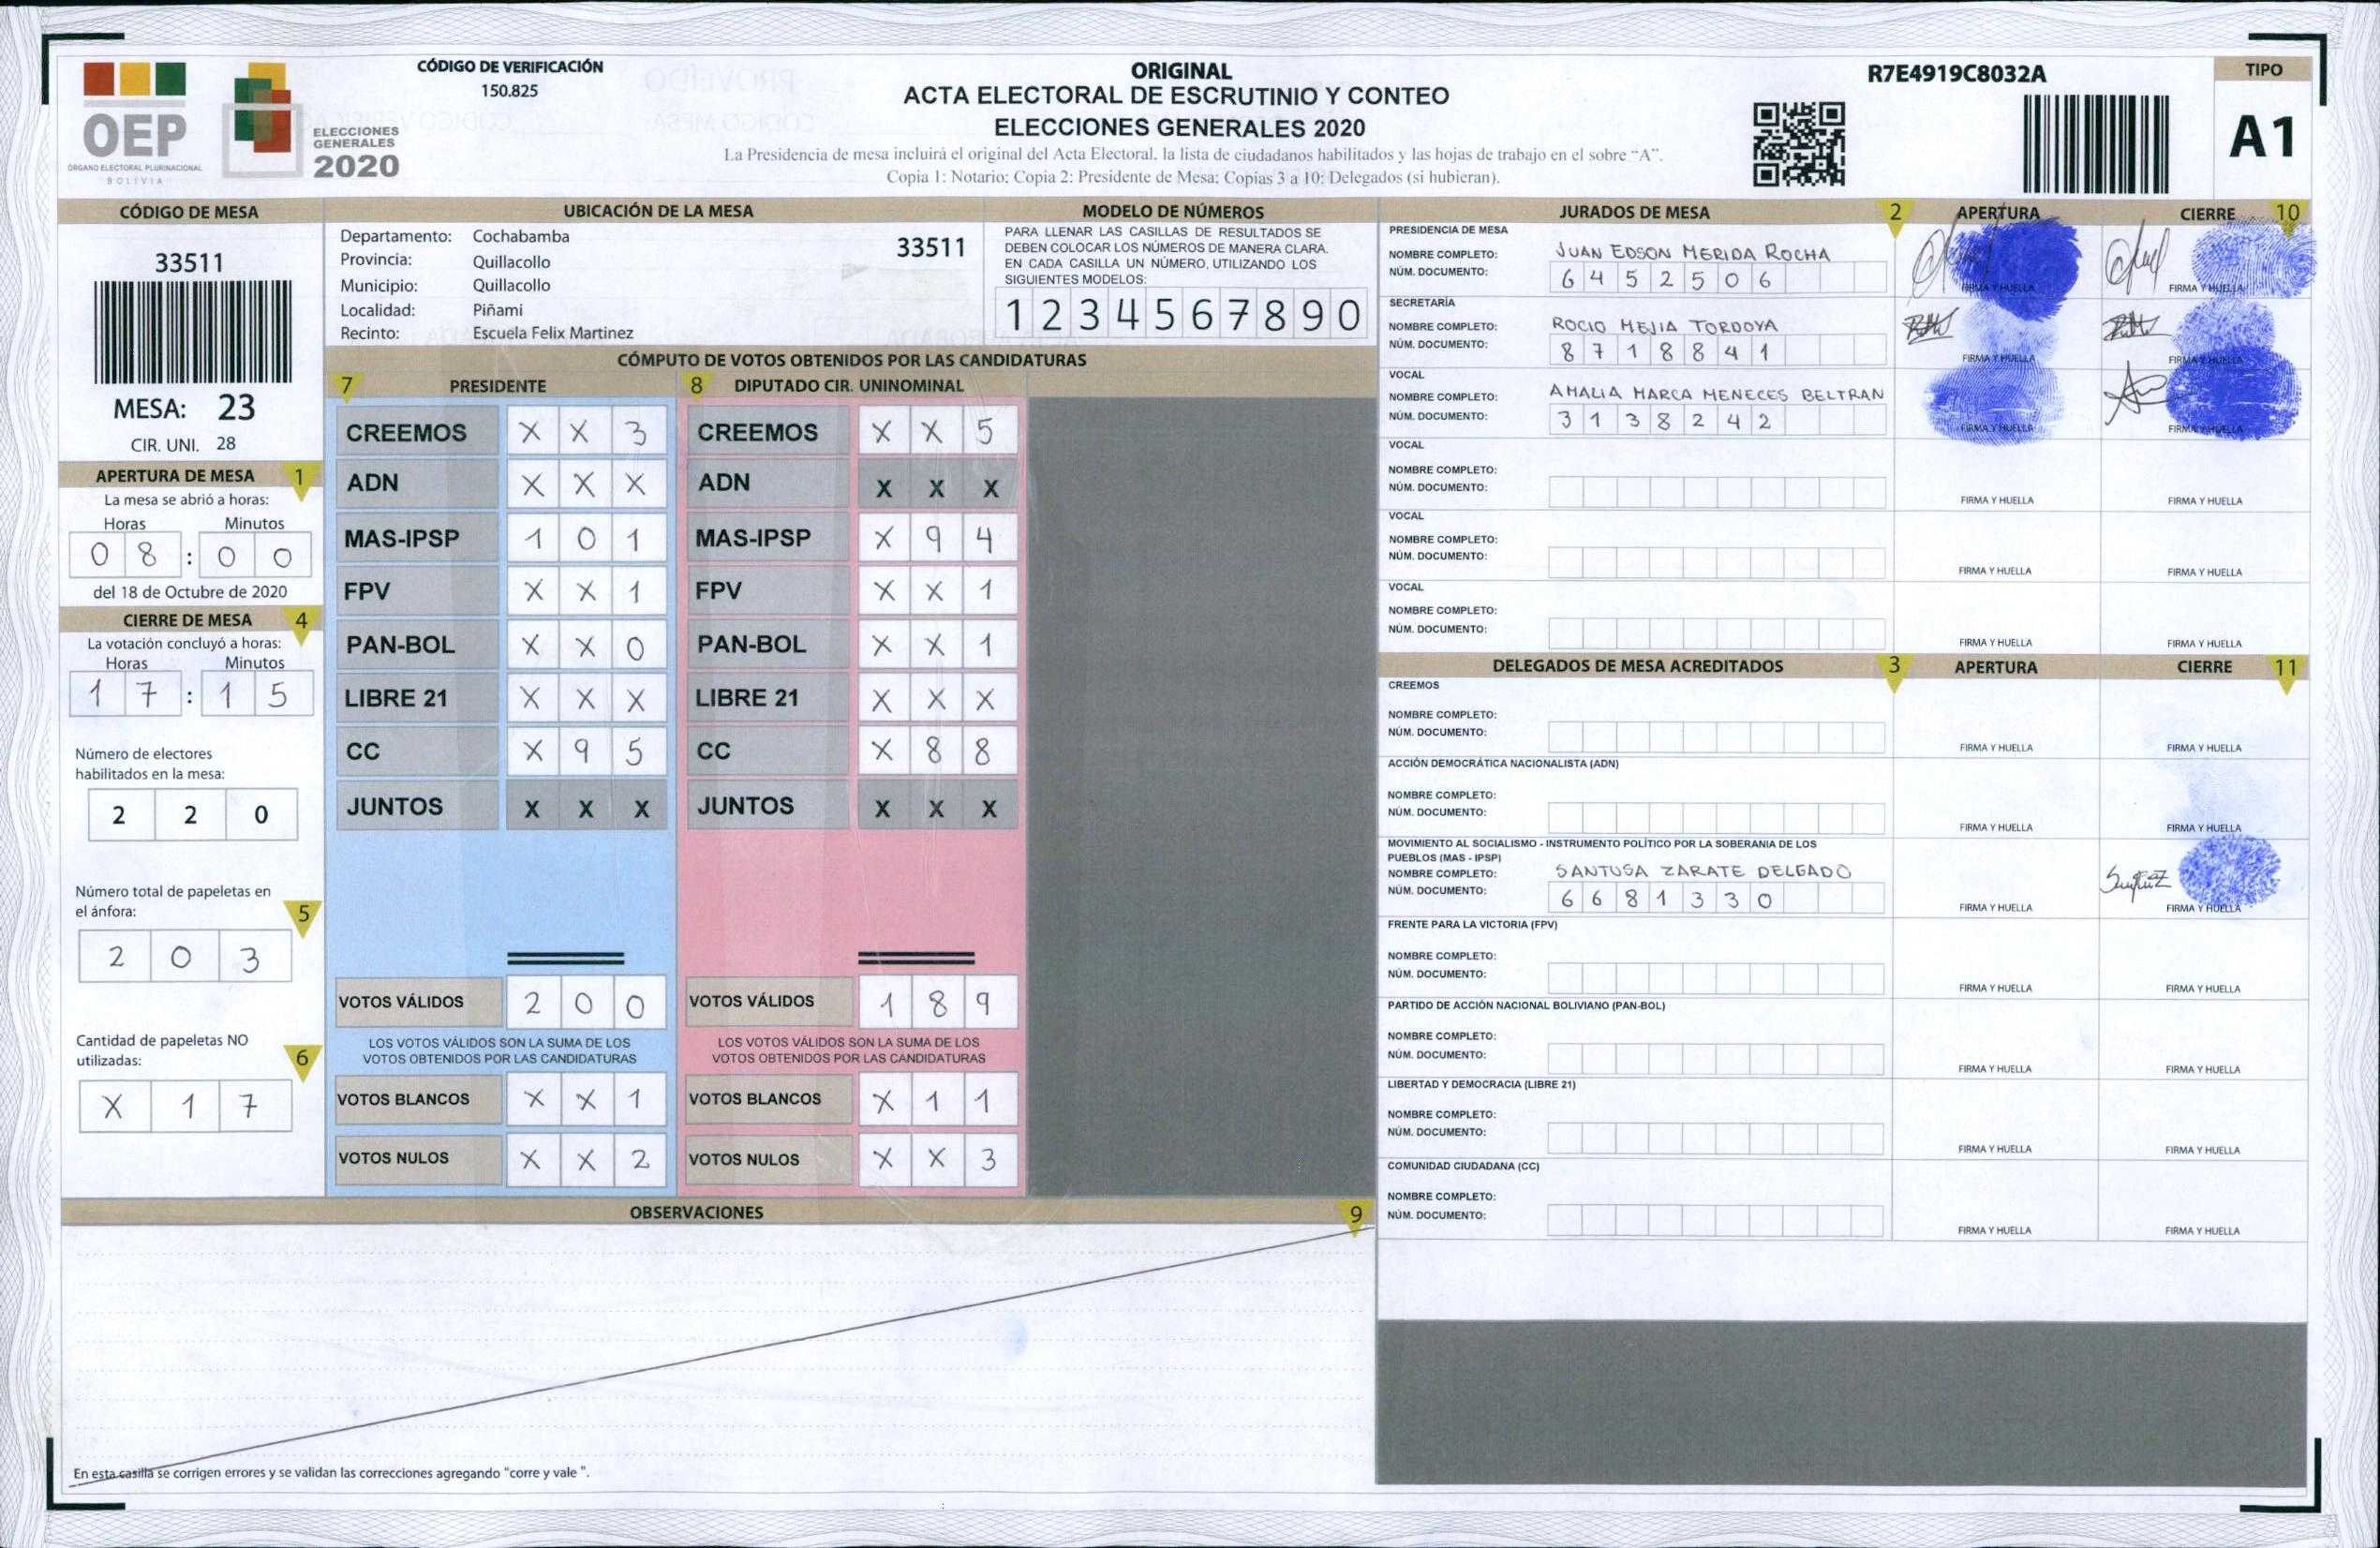 CÓDIGO DE VERIFICACIÓN
150.825
OEP
ÓRGANO ELECTORAL PLURINACIONAL
BOLIVIA
ELECCIONES
GENERALES
2020
ORIGINAL
ACTA ELECTORAL DE ESCRUTINIO Y CONTEO
ELECCIONES GENERALES 2020
La Presidencia de mesa incluirá el original del Acta Electoral. la lista de ciudadanos habilitados y las hojas de trabajo en el sobre “A”.
Copia 1: Notario; Copia 2: Presidente de Mesa; Copias 3 a 10: Delegados (si hubieran).
R7E4919C8032A
TIPO
A1
CÓDIGO DE MESA
33511
MESA: 23
CIR. UNI. 28
APERTURA DE MESA 1
La mesa se abrió a horas:
Horas Minutos
0 8 : 0 0
del 18 de Octubre de 2020
CIERRE DE MESA 4
La votación concluyó a horas:
Horas Minutos
1 7 : 1 5
Número de electores
habilitados en la mesa:
2 2 0
Número total de papeletas en
el ánfora: 5
2 0 3
Cantidad de papeletas NO
utilizadas: 6
X 1 7
UBICACIÓN DE LA MESA
Departamento: Cochabamba 33511
Provincia: Quillacollo
Municipio: Quillacollo
Localidad: Piñami
Recinto: Escuela Felix Martinez
MODELO DE NÚMEROS
PARA LLENAR LAS CASILLAS DE RESULTADOS SE
DEBEN COLOCAR LOS NÚMEROS DE MANERA CLARA.
EN CADA CASILLA UN NÚMERO, UTILIZANDO LOS
SIGUIENTES MODELOS:
1 2 3 4 5 6 7 8 9 0
CÓMPUTO DE VOTOS OBTENIDOS POR LAS CANDIDATURAS
7 PRESIDENTE 8 DIPUTADO CIR. UNINOMINAL
CREEMOS X X 3 CREEMOS X X 5
ADN X X X ADN X X X
MAS-IPSP 1 0 1 MAS-IPSP X 9 4
FPV X X 1 FPV X X 1
PAN-BOL X X 0 PAN-BOL X X 1
LIBRE 21 X X X LIBRE 21 X X X
CC X 9 5 CC X 8 8
JUNTOS X X X JUNTOS X X X
VOTOS VÁLIDOS 2 0 0 VOTOS VÁLIDOS 1 8 9
LOS VOTOS VÁLIDOS SON LA SUMA DE LOS LOS VOTOS VÁLIDOS SON LA SUMA DE LOS
VOTOS OBTENIDOS POR LAS CANDIDATURAS VOTOS OBTENIDOS POR LAS CANDIDATURAS
VOTOS BLANCOS X X 1 VOTOS BLANCOS X 1 1
VOTOS NULOS X X 2 VOTOS NULOS X X 3
OBSERVACIONES 9
En esta casilla se corrigen errores y se validan las correcciones agregando "corre y vale ".
JURADOS DE MESA 2 APERTURA CIERRE 10
PRESIDENCIA DE MESA
NOMBRE COMPLETO: JUAN EDSON MERIDA ROCHA
NÚM. DOCUMENTO: 6 4 5 2 5 0 6
FIRMA Y HUELLA FIRMA Y HUELLA
SECRETARÍA
NOMBRE COMPLETO: ROCIO MEJIA TORDOYA
NÚM. DOCUMENTO: 8 7 1 8 8 4 1
FIRMA Y HUELLA FIRMA Y HUELLA
VOCAL
NOMBRE COMPLETO: AMALIA MARCA MENECES BELTRAN
NÚM. DOCUMENTO: 3 1 3 8 2 4 2
FIRMA Y HUELLA FIRMA Y HUELLA
VOCAL
NOMBRE COMPLETO:
NÚM. DOCUMENTO:
FIRMA Y HUELLA FIRMA Y HUELLA
VOCAL
NOMBRE COMPLETO:
NÚM. DOCUMENTO:
FIRMA Y HUELLA FIRMA Y HUELLA
VOCAL
NOMBRE COMPLETO:
NÚM. DOCUMENTO:
FIRMA Y HUELLA FIRMA Y HUELLA
DELEGADOS DE MESA ACREDITADOS 3 APERTURA CIERRE 11
CREEMOS
NOMBRE COMPLETO:
NÚM. DOCUMENTO:
FIRMA Y HUELLA FIRMA Y HUELLA
ACCIÓN DEMOCRÁTICA NACIONALISTA (ADN)
NOMBRE COMPLETO:
NÚM. DOCUMENTO:
FIRMA Y HUELLA FIRMA Y HUELLA
MOVIMIENTO AL SOCIALISMO - INSTRUMENTO POLÍTICO POR LA SOBERANIA DE LOS
PUEBLOS (MAS - IPSP)
NOMBRE COMPLETO: SANTUSA ZARATE DELGADO
NÚM. DOCUMENTO: 6 6 8 1 3 3 0
FIRMA Y HUELLA FIRMA Y HUELLA
FRENTE PARA LA VICTORIA (FPV)
NOMBRE COMPLETO:
NÚM. DOCUMENTO:
FIRMA Y HUELLA FIRMA Y HUELLA
PARTIDO DE ACCIÓN NACIONAL BOLIVIANO (PAN-BOL)
NOMBRE COMPLETO:
NÚM. DOCUMENTO:
FIRMA Y HUELLA FIRMA Y HUELLA
LIBERTAD Y DEMOCRACIA (LIBRE 21)
NOMBRE COMPLETO:
NÚM. DOCUMENTO:
FIRMA Y HUELLA FIRMA Y HUELLA
COMUNIDAD CIUDADANA (CC)
NOMBRE COMPLETO:
NÚM. DOCUMENTO:
FIRMA Y HUELLA FIRMA Y HUELLA